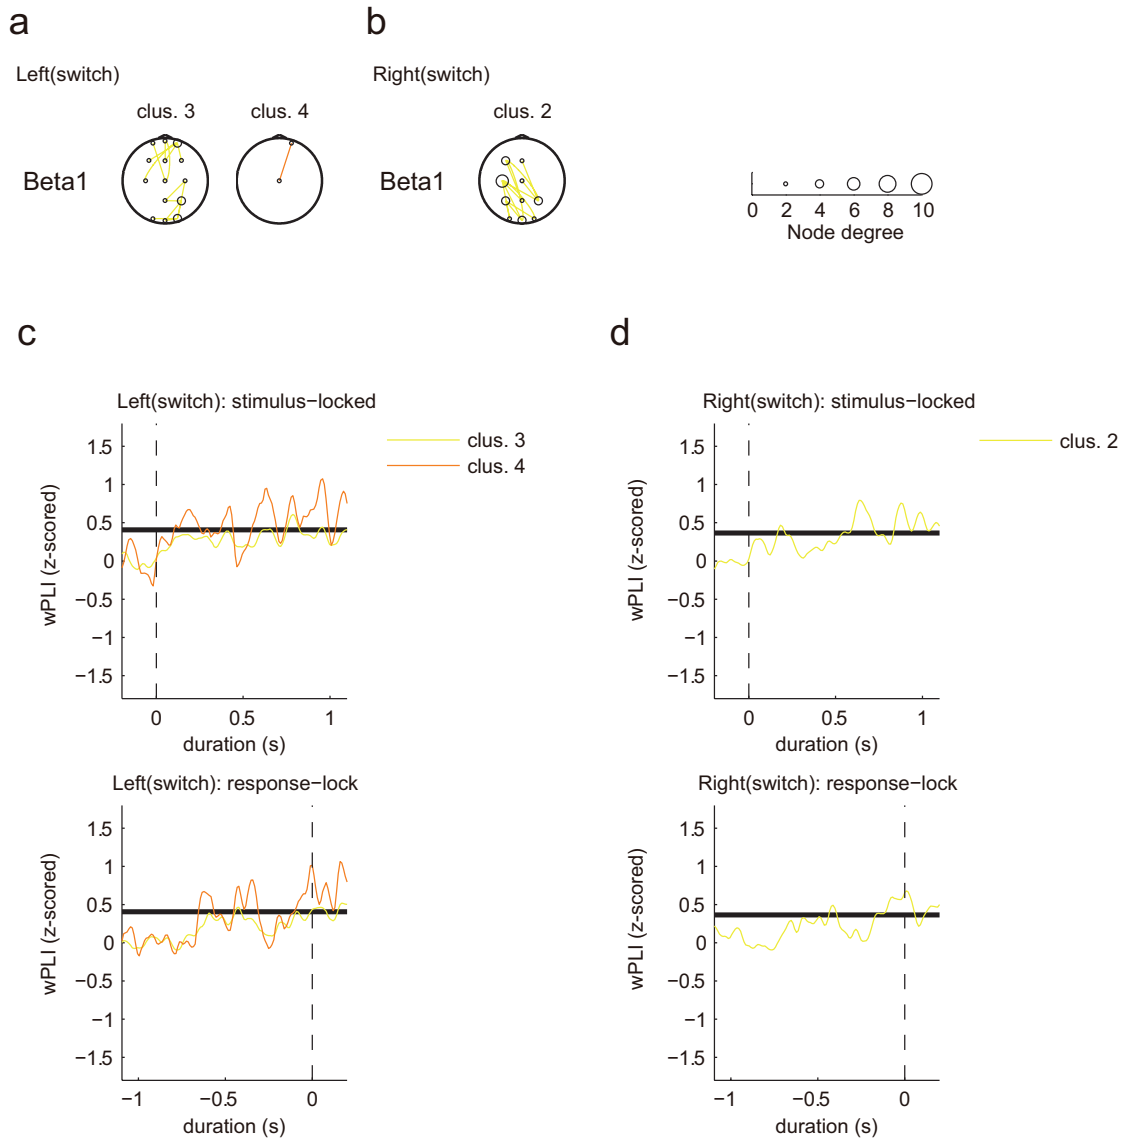 a
b
Left(switch)
Right(switch)
clus. 3
clus. 4
clus. 2
Beta1
Beta1
0 2 4 6 8 10
Node degree
c
d
Left(switch): stimulus−locked
Right(switch): stimulus−locked
clus. 3
clus. 4
clus. 2
1.5
1
0.5
0
−0.5
−1
−1.5
wPLI (z-scored)
0 0.5 1
duration (s)
1.5
1
0.5
0
−0.5
−1
−1.5
wPLI (z-scored)
0 0.5 1
duration (s)
Left(switch): response−lock
Right(switch): response−lock
1.5
1
0.5
0
−0.5
−1
−1.5
wPLI (z-scored)
−1 −0.5 0
duration (s)
1.5
1
0.5
0
−0.5
−1
−1.5
wPLI (z-scored)
−1 −0.5 0
duration (s)